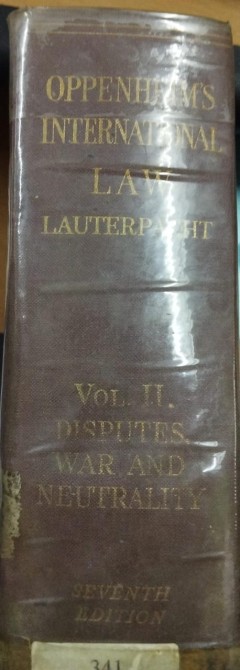 OPPENHEIM'S
INTERNATIONAL
LAW
LAUTERPACHT
VOL. II.
DISPUTES,
WAR AND
NEUTRALITY
SEVENTH
EDITION
341